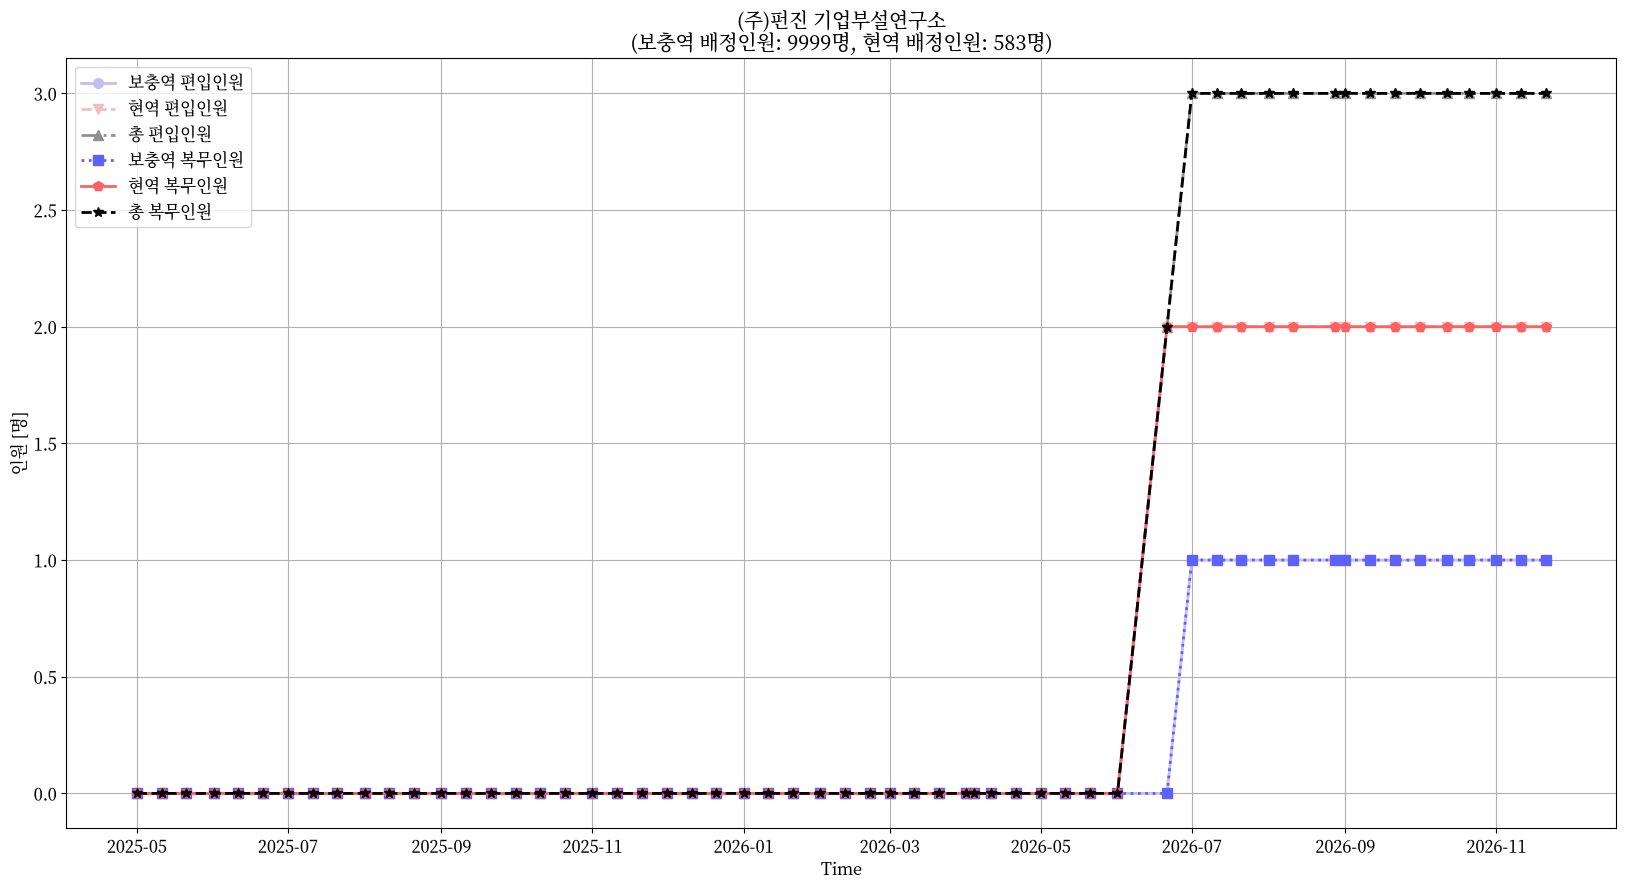 (주)펀진 기업부설연구소
(보충역 배정인원: 9999명, 현역 배정인원: 583명)
보충역 편입인원
현역 편입인원
총 편입인원
보충역 복무인원
현역 복무인원
총 복무인원
인원 [명]
3.0
2.5
2.0
1.5
1.0
0.5
0.0
2025-05 2025-07 2025-09 2025-11 2026-01 2026-03 2026-05 2026-07 2026-09 2026-11
Time